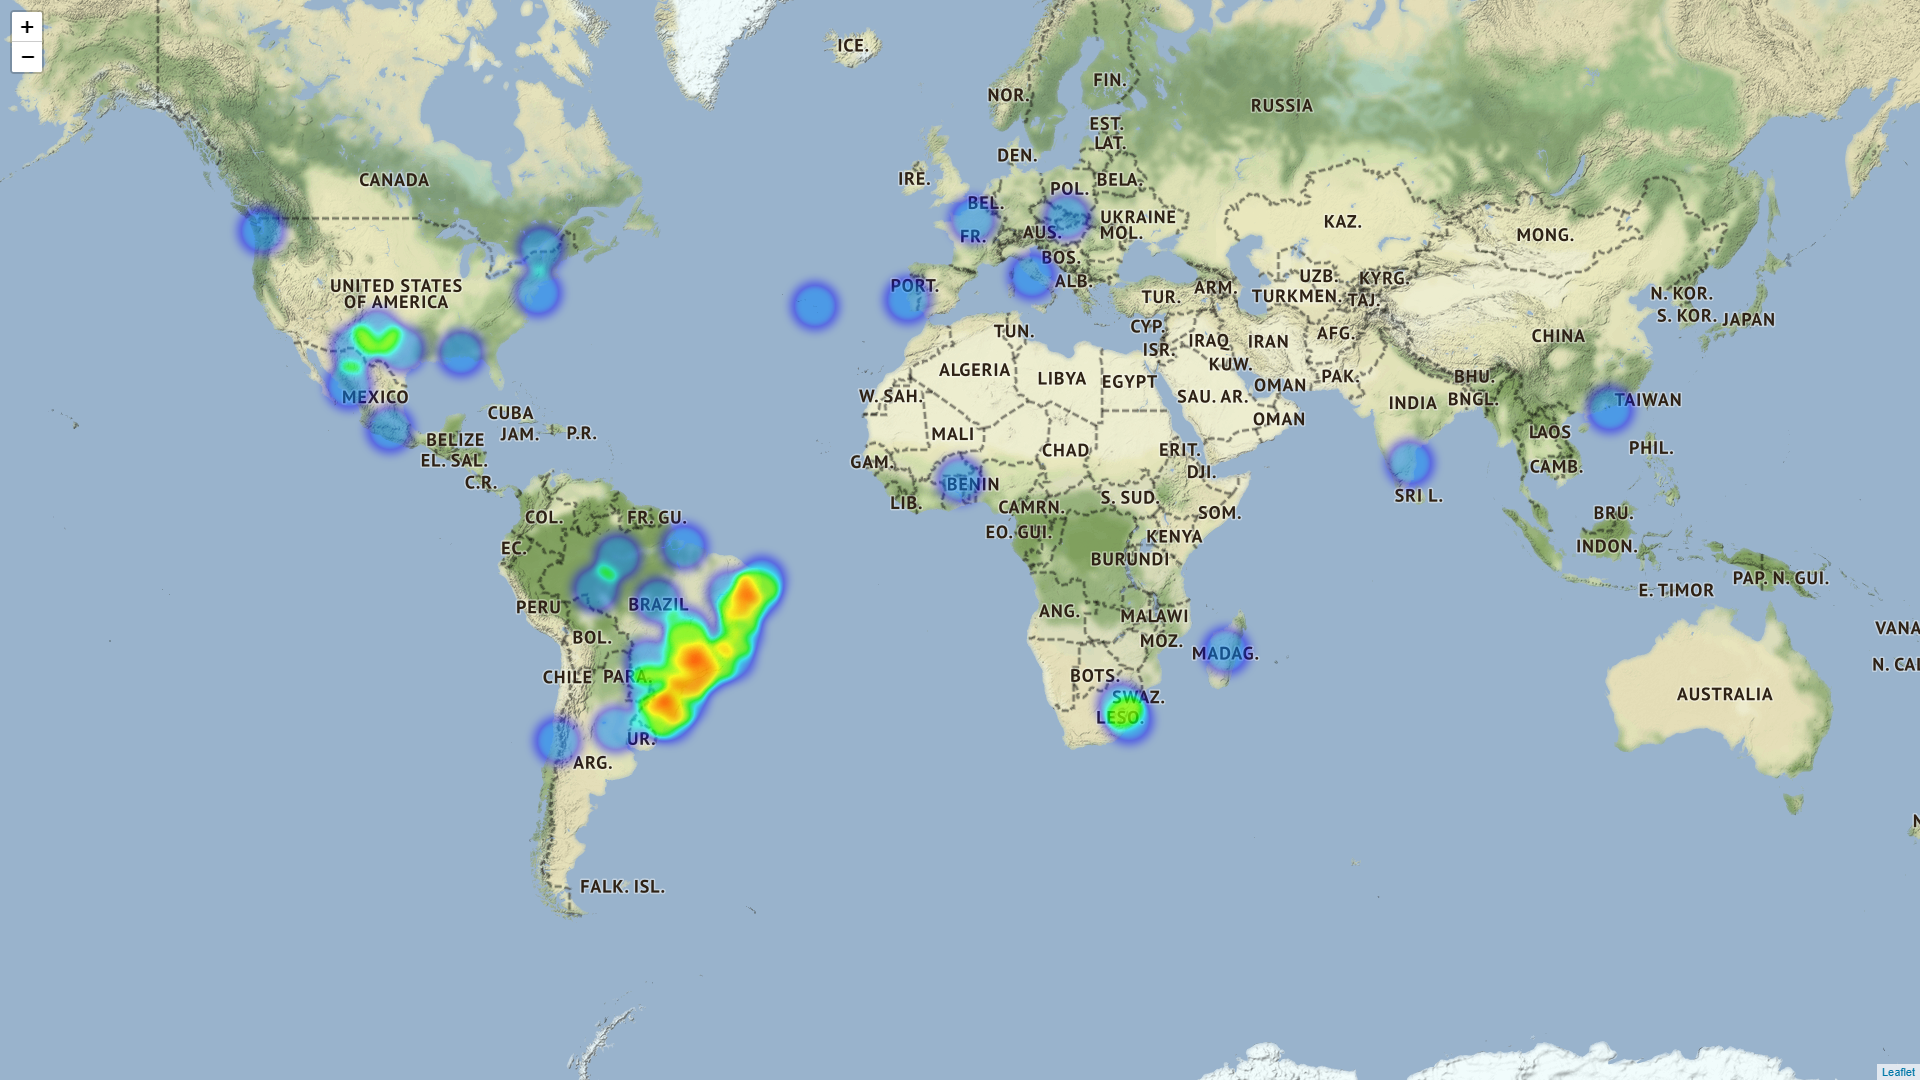 +
−
ICE.
FIN.
NOR.
RUSSIA
EST.
LAT.
DEN.
IRE.
CANADA
BELA.
POL.
BEL.
UKRAINE
KAZ.
MOL.
AUS.
FR.
MONG.
BOS.
UZB.
KYRG.
ALB.
UNITED STATES
OF AMERICA
PORT.
ARM.
TUR.
TURKMEN.
TAJ.
N. KOR.
S. KOR.
JAPAN
CYP.
TUN.
AFG.
CHINA
IRAQ
IRAN
ISR.
KUW.
ALGERIA
LIBYA
EGYPT
PAK.
BHU.
OMAN
MEXICO
W. SAH.
SAU. AR.
BNGL.
INDIA
TAIWAN
CUBA
OMAN
JAM.
P.R.
MALI
LAOS
BELIZE
CHAD
ERIT.
PHIL.
EL. SAL.
GAM.
CAMB.
DJI.
C.R.
BENIN
SRI L.
S. SUD.
LIB.
CAMRN.
COL.
FR. GU.
SOM.
BRU.
EO. GUI.
KENYA
EC.
INDON.
BURUNDI
PAP. N. GUI.
E. TIMOR
PERU
BRAZIL
ANG.
MALAWI
VANA
BOL.
MOZ.
MADAG.
N. CAL
CHILE
PARA.
BOTS.
SWAZ.
AUSTRALIA
LESO.
UR.
ARG.
N
FALK. ISL.
Leaflet